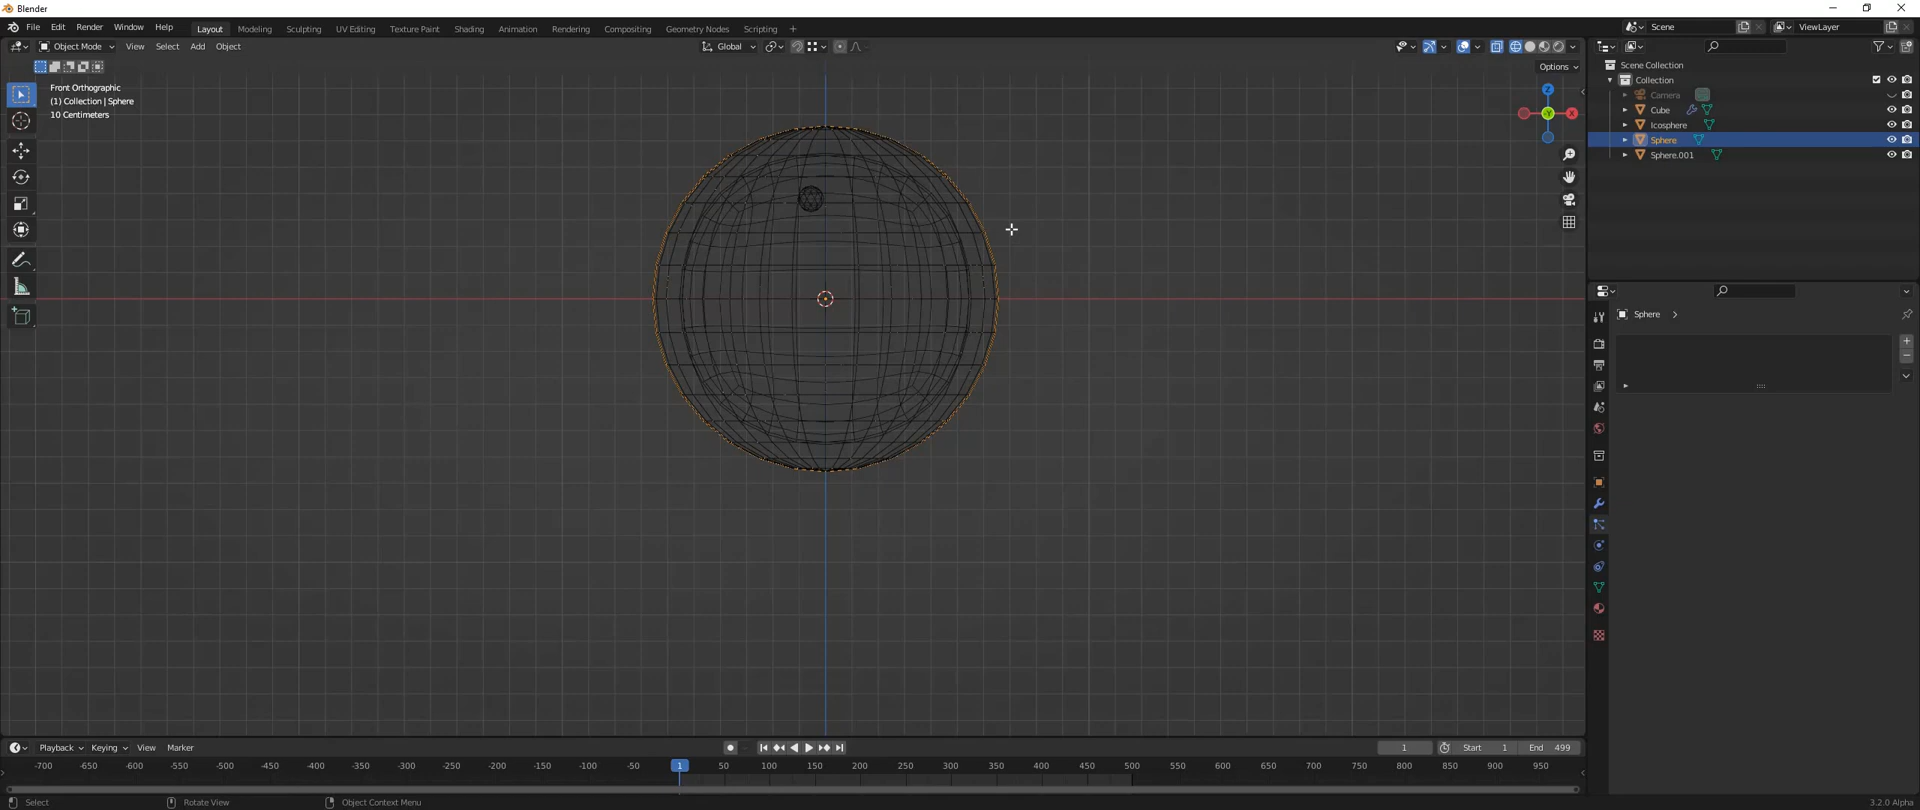 Blender
File Edit Render Window Help
Layout Modeling Sculpting UV Editing Texture Paint Shading Animation Rendering Compositing Geometry Nodes Scripting +
Scene
ViewLayer
Object Mode View Select Add Object
Global
Options
Front Orthographic
(1) Collection | Sphere
10 Centimeters
Z
Y
X
Scene Collection
Collection
Camera
Cube
Icosphere
Sphere
Sphere.001
Sphere
Playback Keying View Marker
1
Start 1
End 499
-700 -650 -600 -550 -500 -450 -400 -350 -300 -250 -200 -150 -100 -50 1 50 100 150 200 250 300 350 400 450 500 550 600 650 700 750 800 850 900 950
Select
Rotate View
Object Context Menu
3.2.0 Alpha